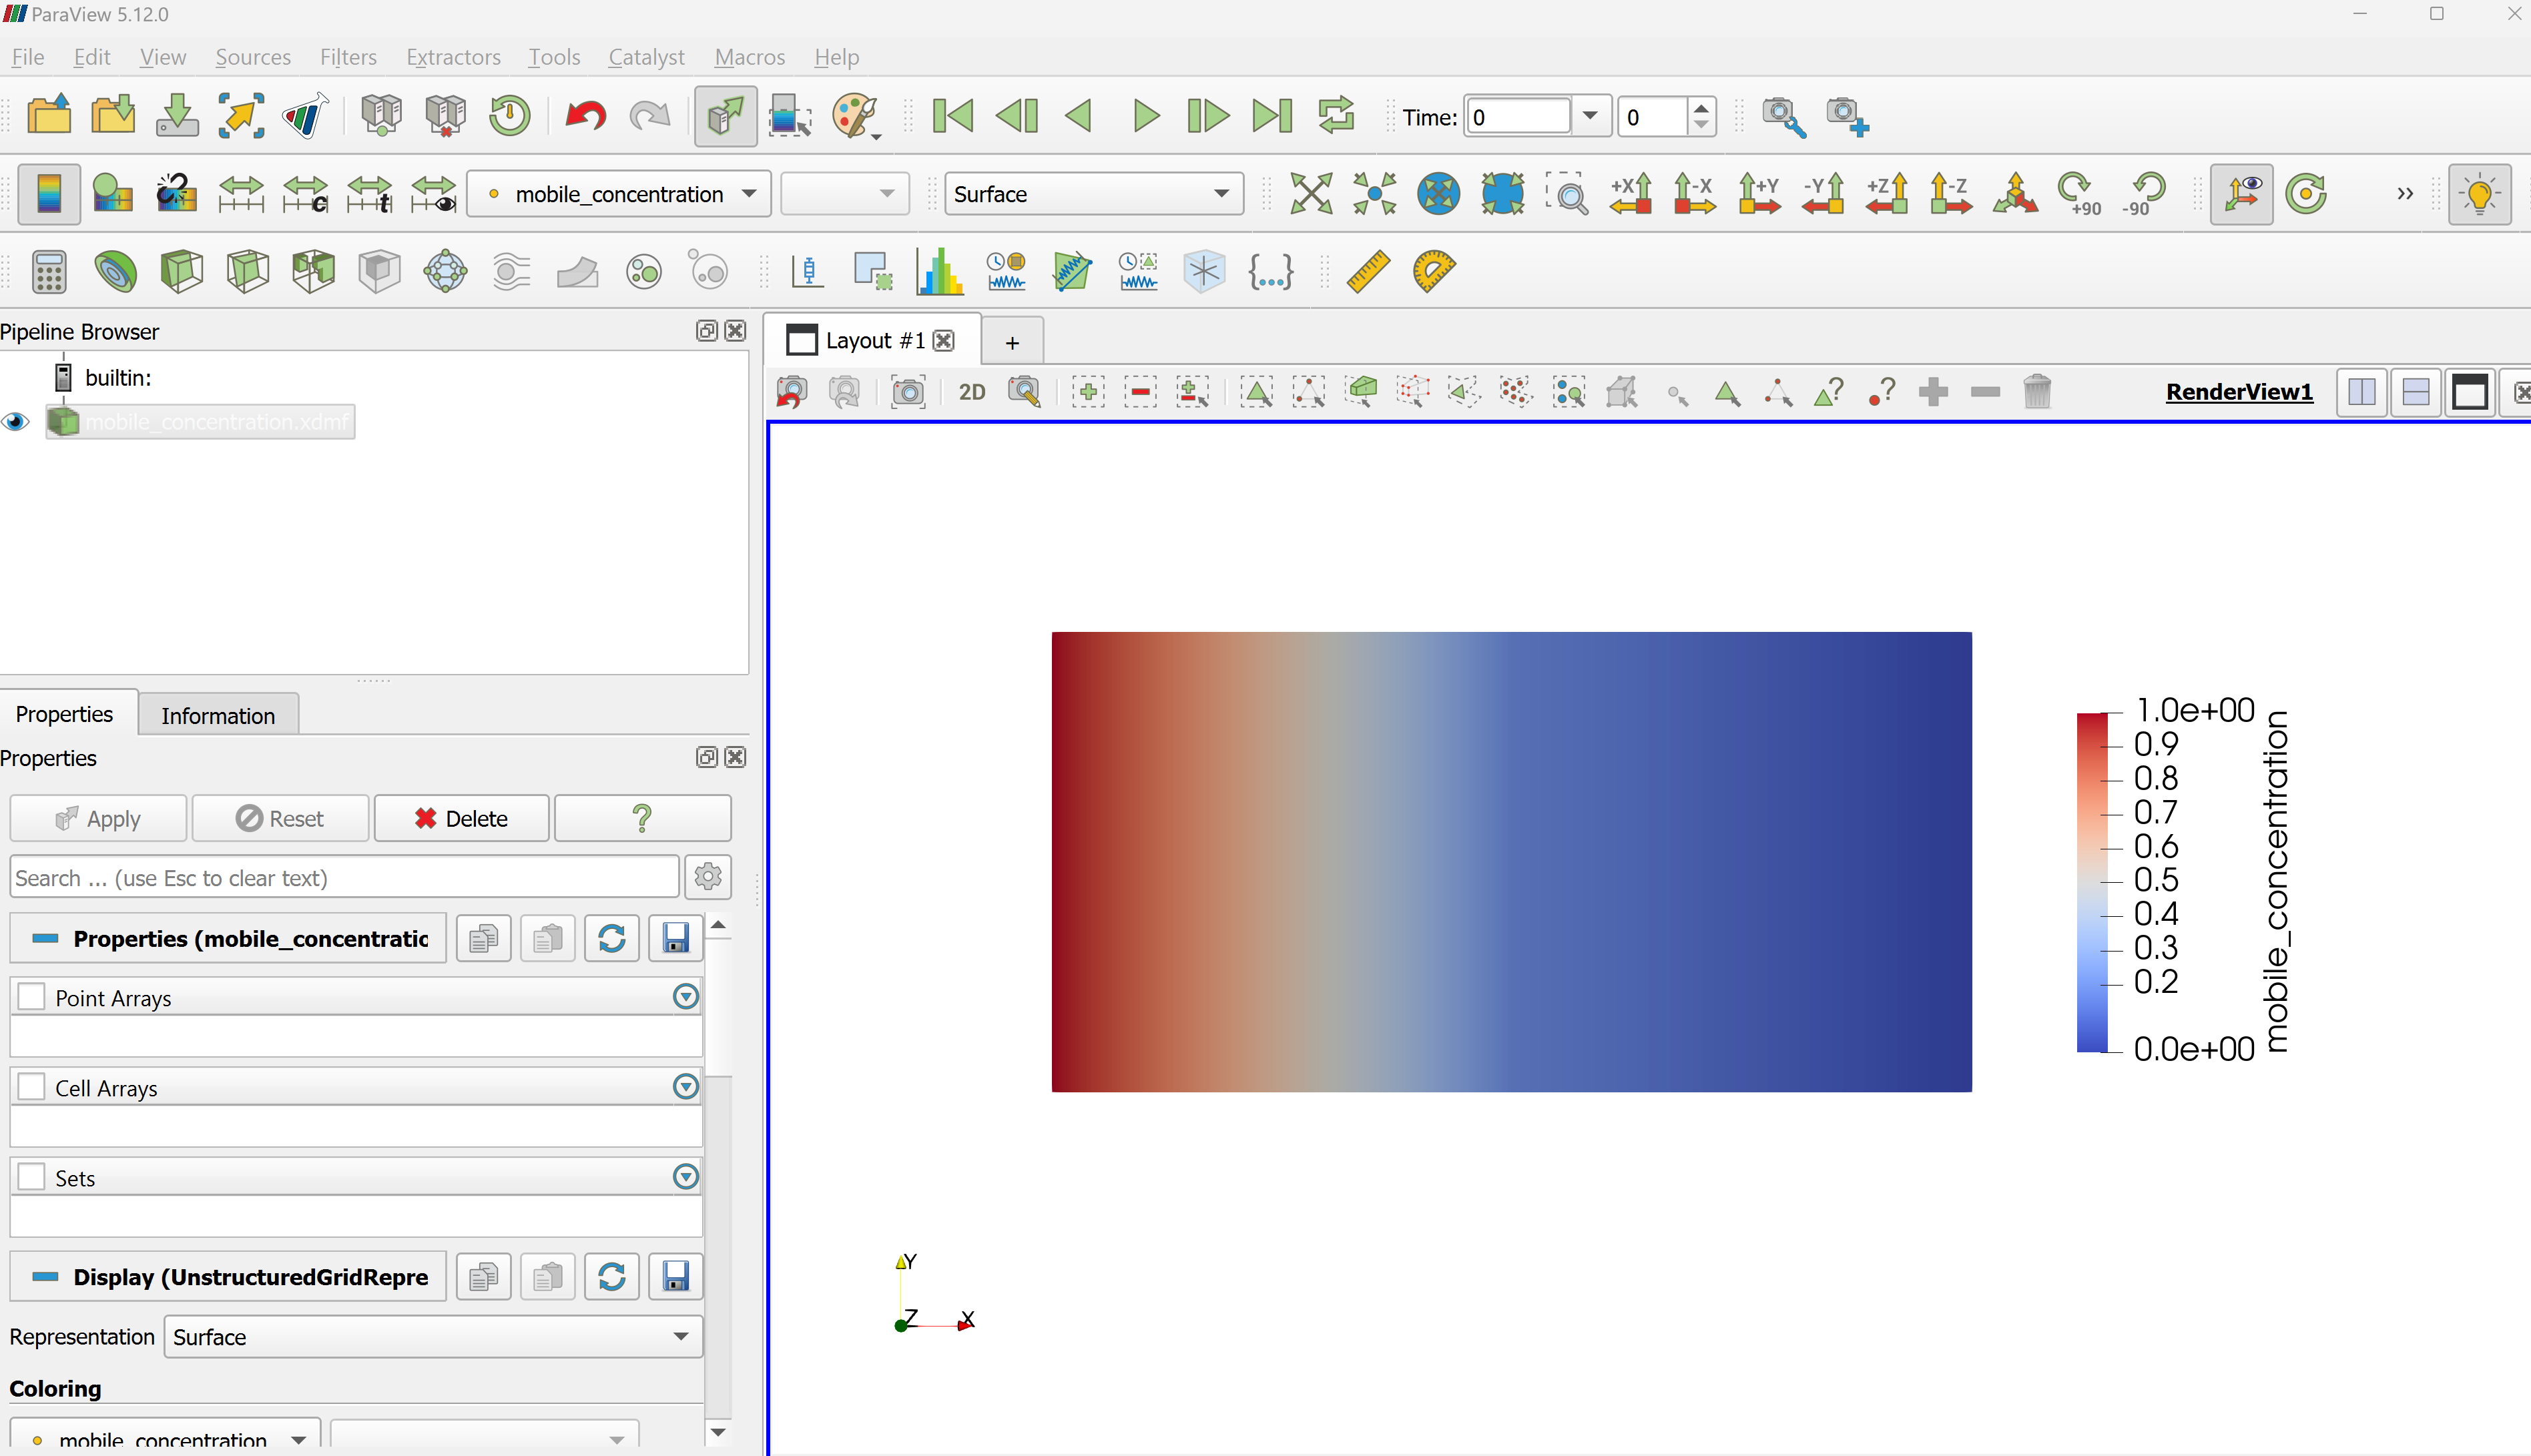 ParaView 5.12.0
File Edit View Sources Filters Extractors Tools Catalyst Macros Help
Time: 0 0
mobile_concentration Surface +X -X +Y -Y +Z -Z +90 -90
Pipeline Browser
Layout #1 +
builtin:
2D RenderView1
mobile_concentration.xdmf
Properties Information
Properties
Apply Reset Delete ?
Search ... (use Esc to clear text)
Properties (mobile_concentratic
Point Arrays
Cell Arrays
Sets
Display (UnstructuredGridRepre
Representation Surface
Coloring
mobile_concentration
1.0e+00
0.9
0.8
0.7
0.6
0.5
0.4
0.3
0.2
0.0e+00
mobile_concentration
Y
Z X